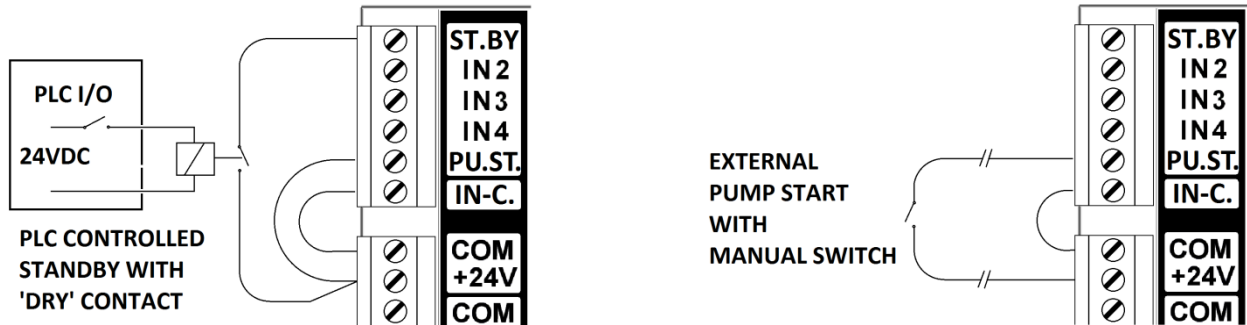 PLC I/O
24VDC
PLC CONTROLLED
STANDBY WITH
'DRY' CONTACT
ST.BY
IN 2
IN 3
IN 4
PU.ST.
IN-C.
COM
+24V
COM
EXTERNAL
PUMP START
WITH
MANUAL SWITCH
ST.BY
IN 2
IN 3
IN 4
PU.ST.
IN-C.
COM
+24V
COM